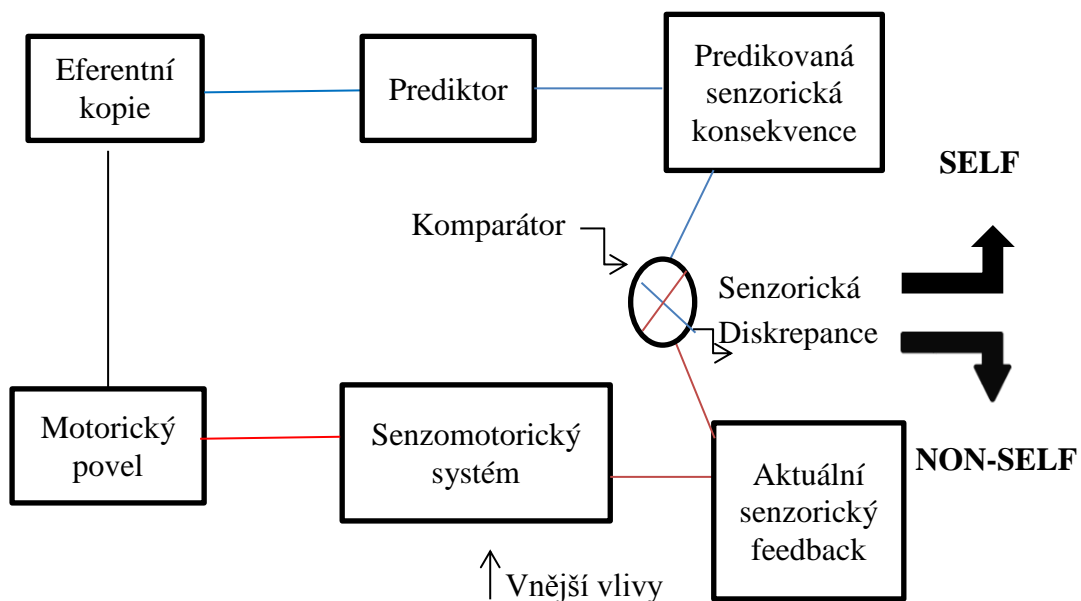 Eferentní
kopie
Prediktor
Predikovaná
senzorická
konsekvence
SELF
Komparátor
Senzorická
Diskrepance
Motorický
povel
Senzomotorický
systém
Aktuální
senzorický
feedback
NON-SELF
Vnější vlivy